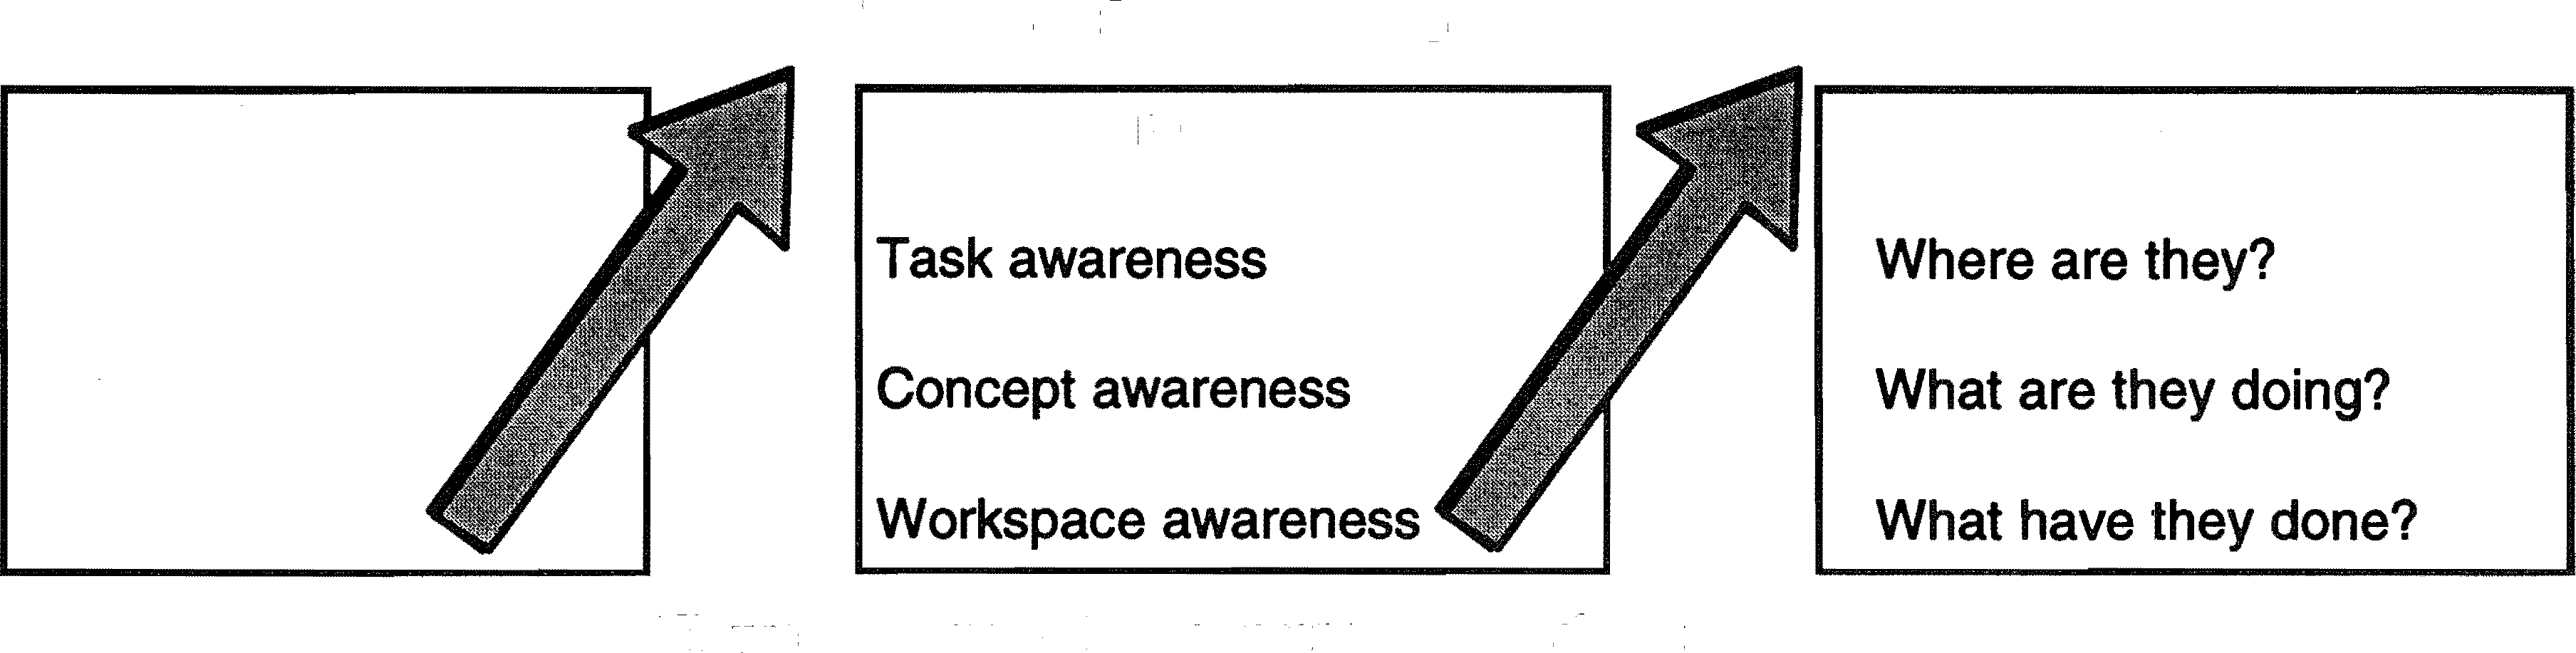 Task awareness
Concept awareness
Workspace awareness
Where are they?
What are they doing?
What have they done?